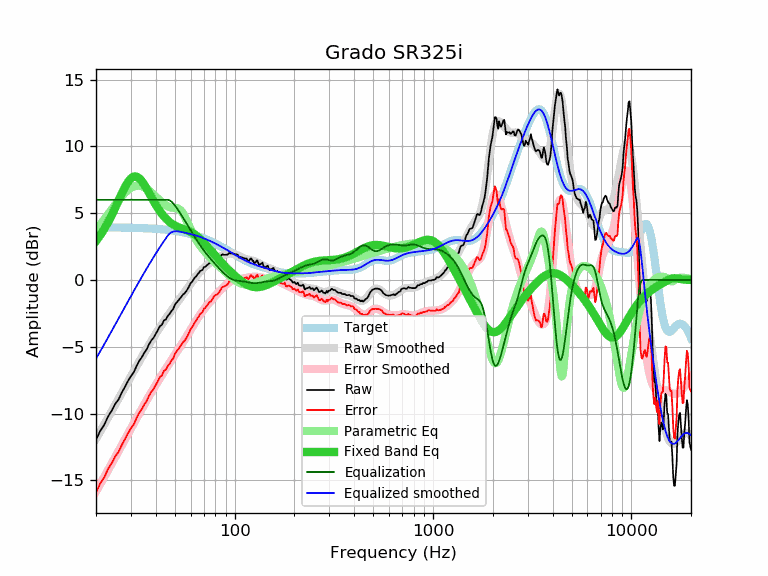 Grado SR325i
15
10
5
0
−5
−10
−15
Amplitude (dBr)
Target
Raw Smoothed
Error Smoothed
Raw
Error
Parametric Eq
Fixed Band Eq
Equalization
Equalized smoothed
100
1000
10000
Frequency (Hz)